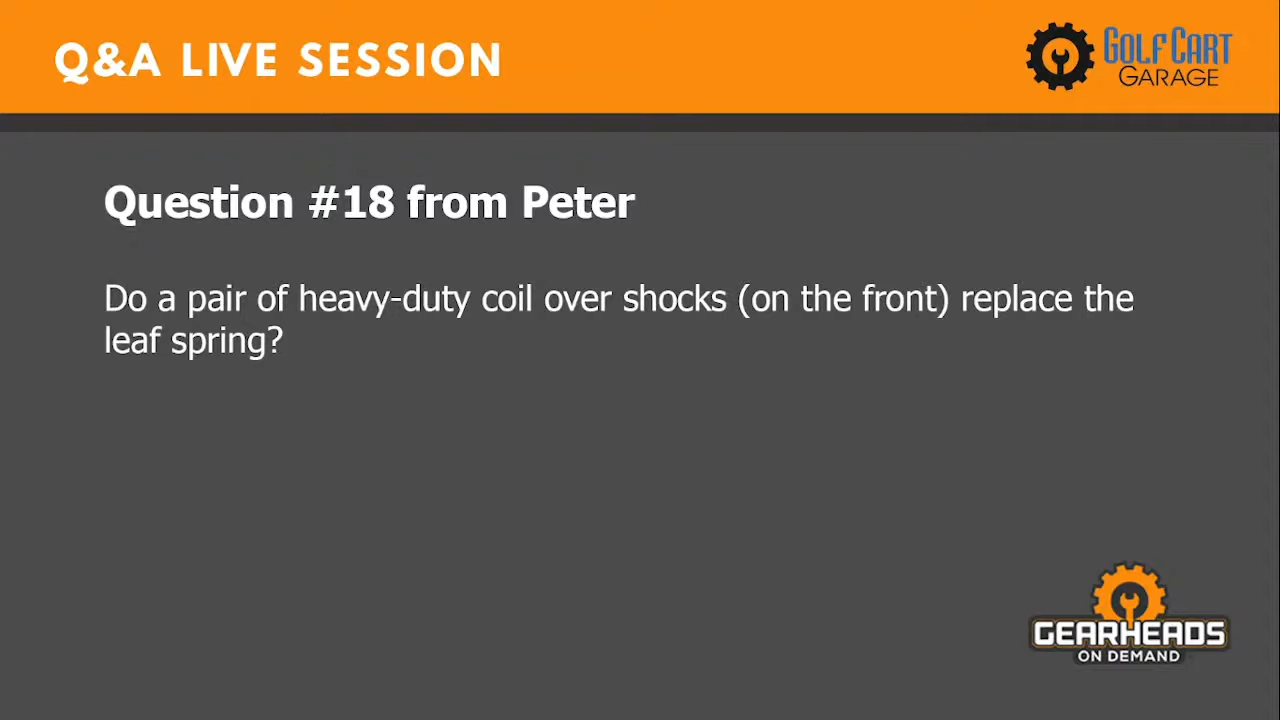 Q&A LIVE SESSION
GOLF CART
GARAGE
Question #18 from Peter
Do a pair of heavy-duty coil over shocks (on the front) replace the
leaf spring?
GEARHEADS
ON DEMAND